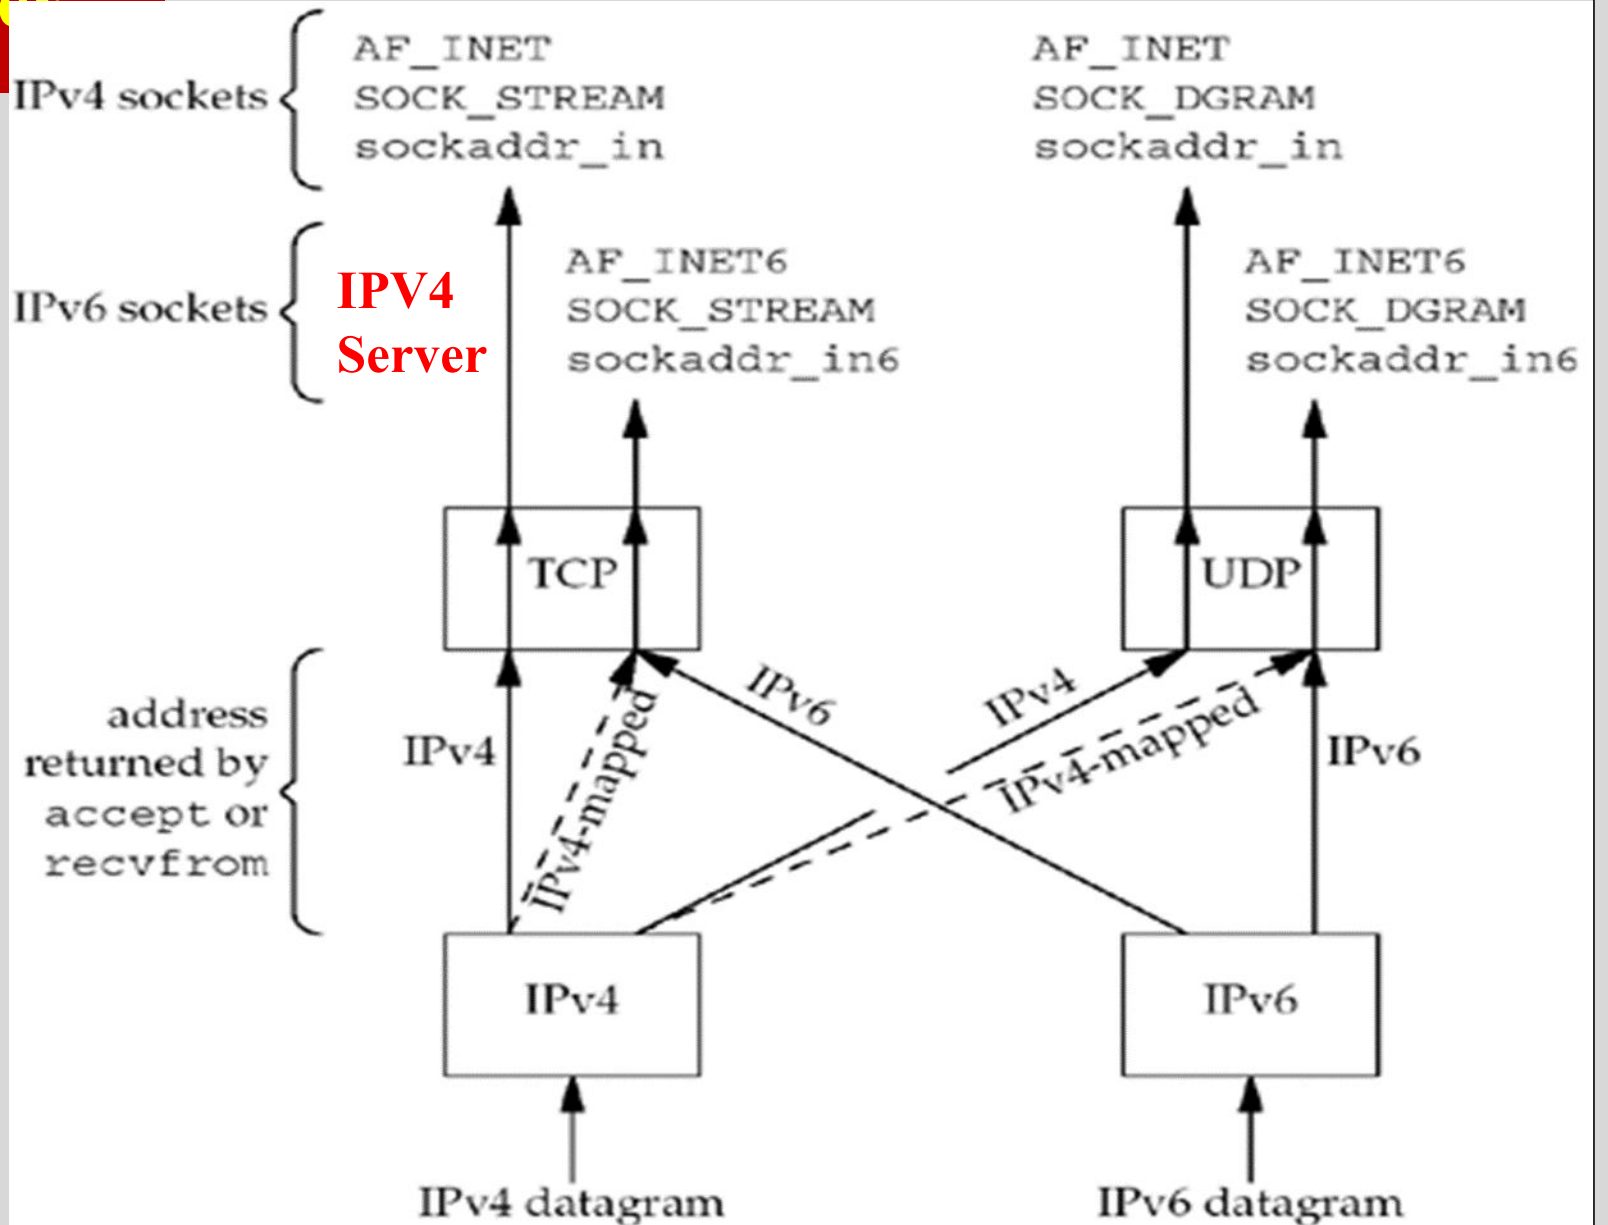 AF_INET
SOCK_STREAM
sockaddr_in
AF_INET
SOCK_DGRAM
sockaddr_in
IPv4 sockets
IPv6 sockets
IPV4
Server
AF_INET6
SOCK_STREAM
sockaddr_in6
AF_INET6
SOCK_DGRAM
sockaddr_in6
TCP
UDP
address
returned by
accept or
recvfrom
IPv4
IPv4-mapped
IPv6
IPv4
IPv4-mapped
IPv6
IPv4
IPv6
IPv4 datagram
IPv6 datagram